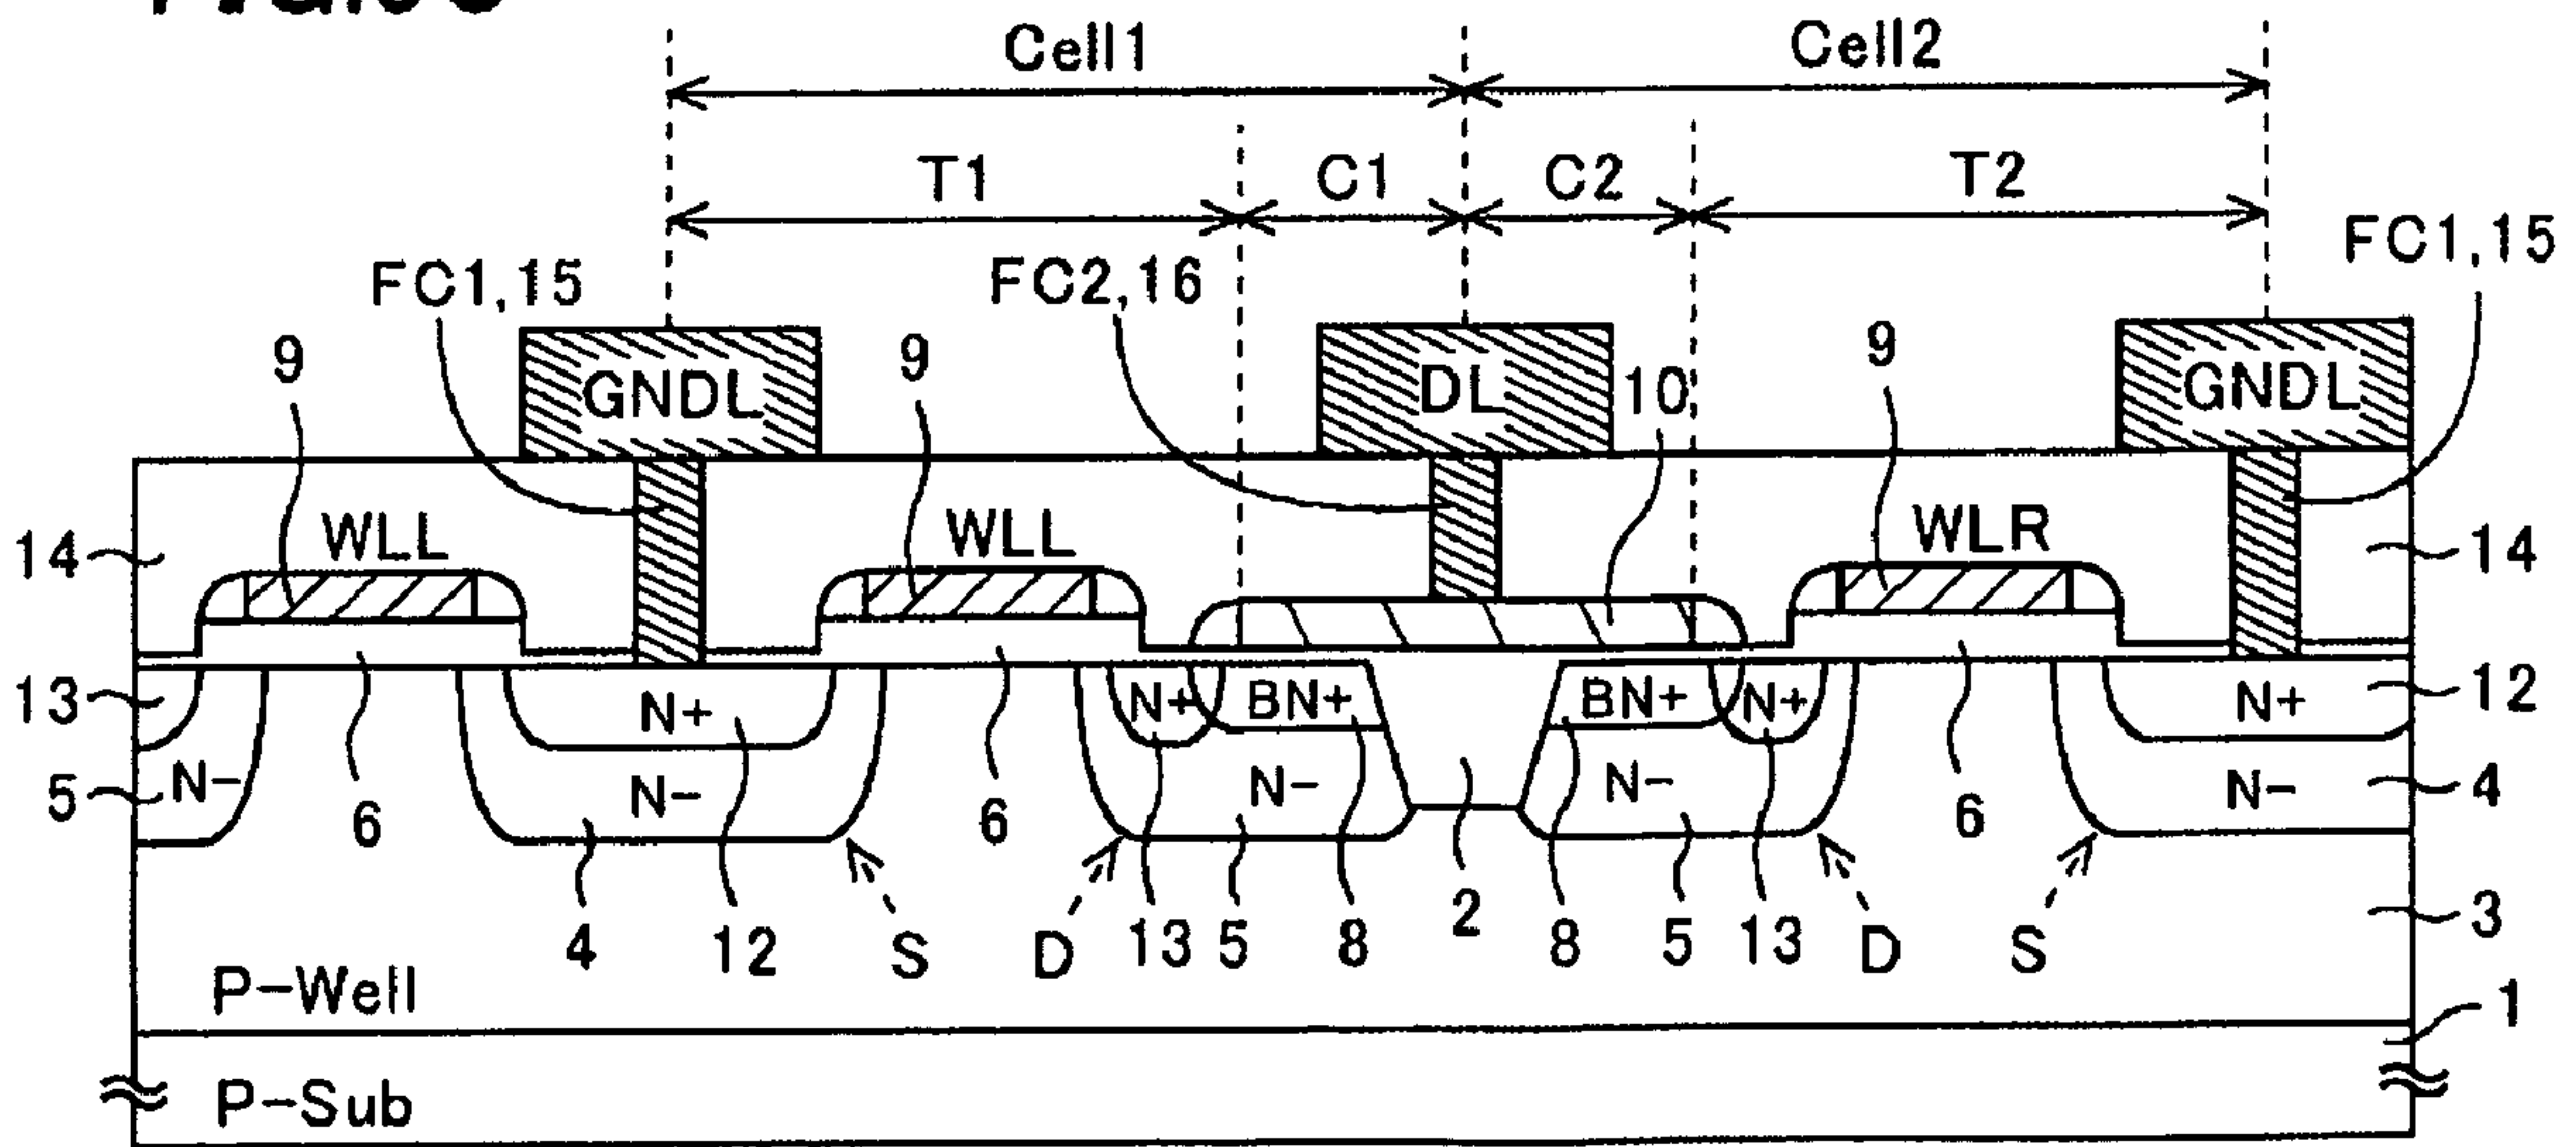 Cell1 Cell2
T1 C1 C2 T2
FC1,15 FC2,16 FC1,15
9 GNDL 9 DL 10 9 GNDL
14 WLL WLL WLR 14
13 N+ N+ BN+ BN+ N+ N+ 12
5 N- 6 N- 6 N- N- 6 N- 4
4 12 S D 13 5 8 2 8 5 13 D S 3
P-Well 1
P-Sub